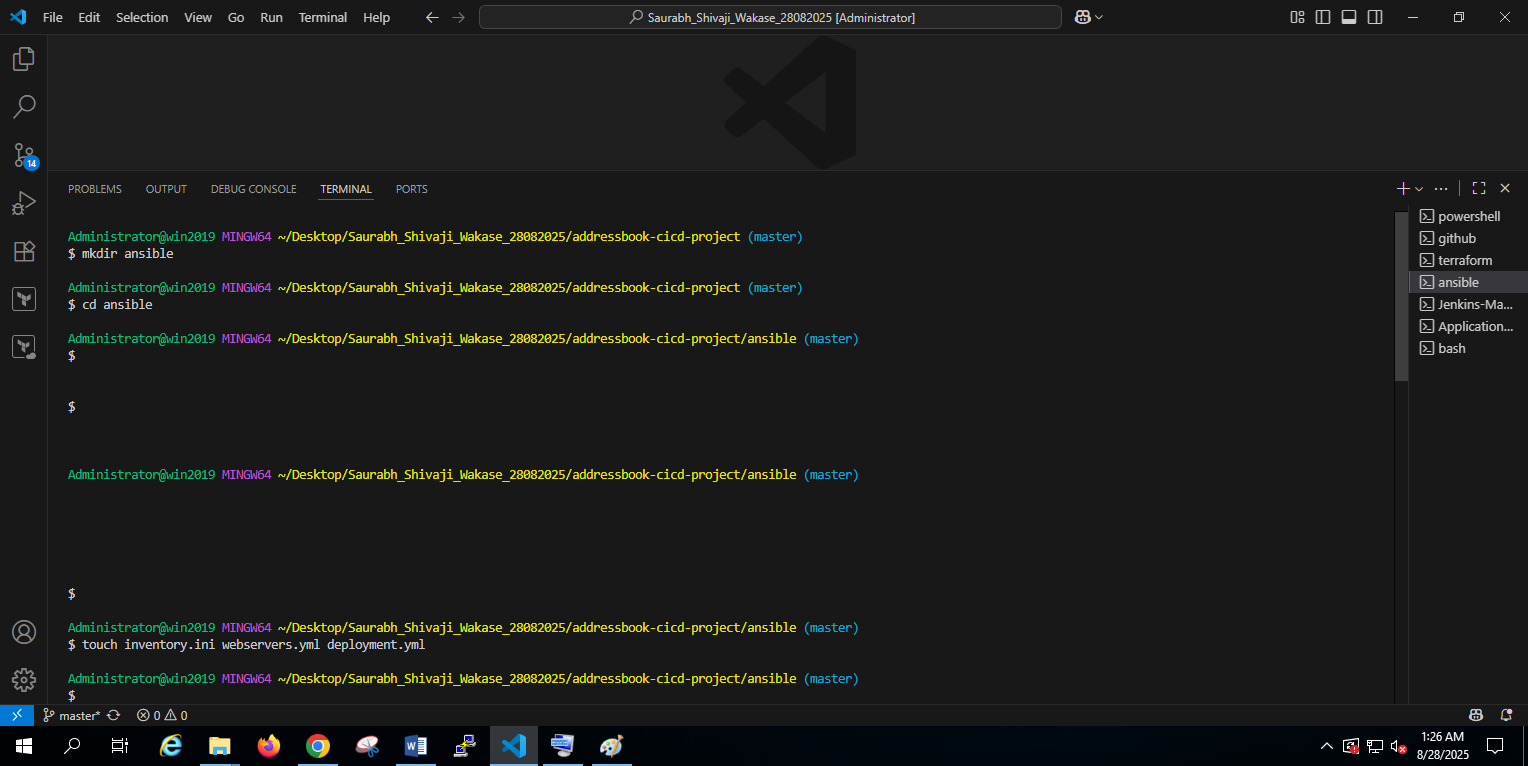 File Edit Selection View Go Run Terminal Help
Saurabh_Shivaji_Wakase_28082025 [Administrator]
14
PROBLEMS OUTPUT DEBUG CONSOLE TERMINAL PORTS
Administrator@win2019 MINGW64 ~/Desktop/Saurabh_Shivaji_Wakase_28082025/addressbook-cicd-project (master)
$ mkdir ansible
Administrator@win2019 MINGW64 ~/Desktop/Saurabh_Shivaji_Wakase_28082025/addressbook-cicd-project (master)
$ cd ansible
Administrator@win2019 MINGW64 ~/Desktop/Saurabh_Shivaji_Wakase_28082025/addressbook-cicd-project/ansible (master)
$
$
Administrator@win2019 MINGW64 ~/Desktop/Saurabh_Shivaji_Wakase_28082025/addressbook-cicd-project/ansible (master)
$
Administrator@win2019 MINGW64 ~/Desktop/Saurabh_Shivaji_Wakase_28082025/addressbook-cicd-project/ansible (master)
$ touch inventory.ini webservers.yml deployment.yml
Administrator@win2019 MINGW64 ~/Desktop/Saurabh_Shivaji_Wakase_28082025/addressbook-cicd-project/ansible (master)
$
powershell
github
terraform
ansible
Jenkins-Ma...
Application...
bash
master* 0 0
1:26 AM
8/28/2025